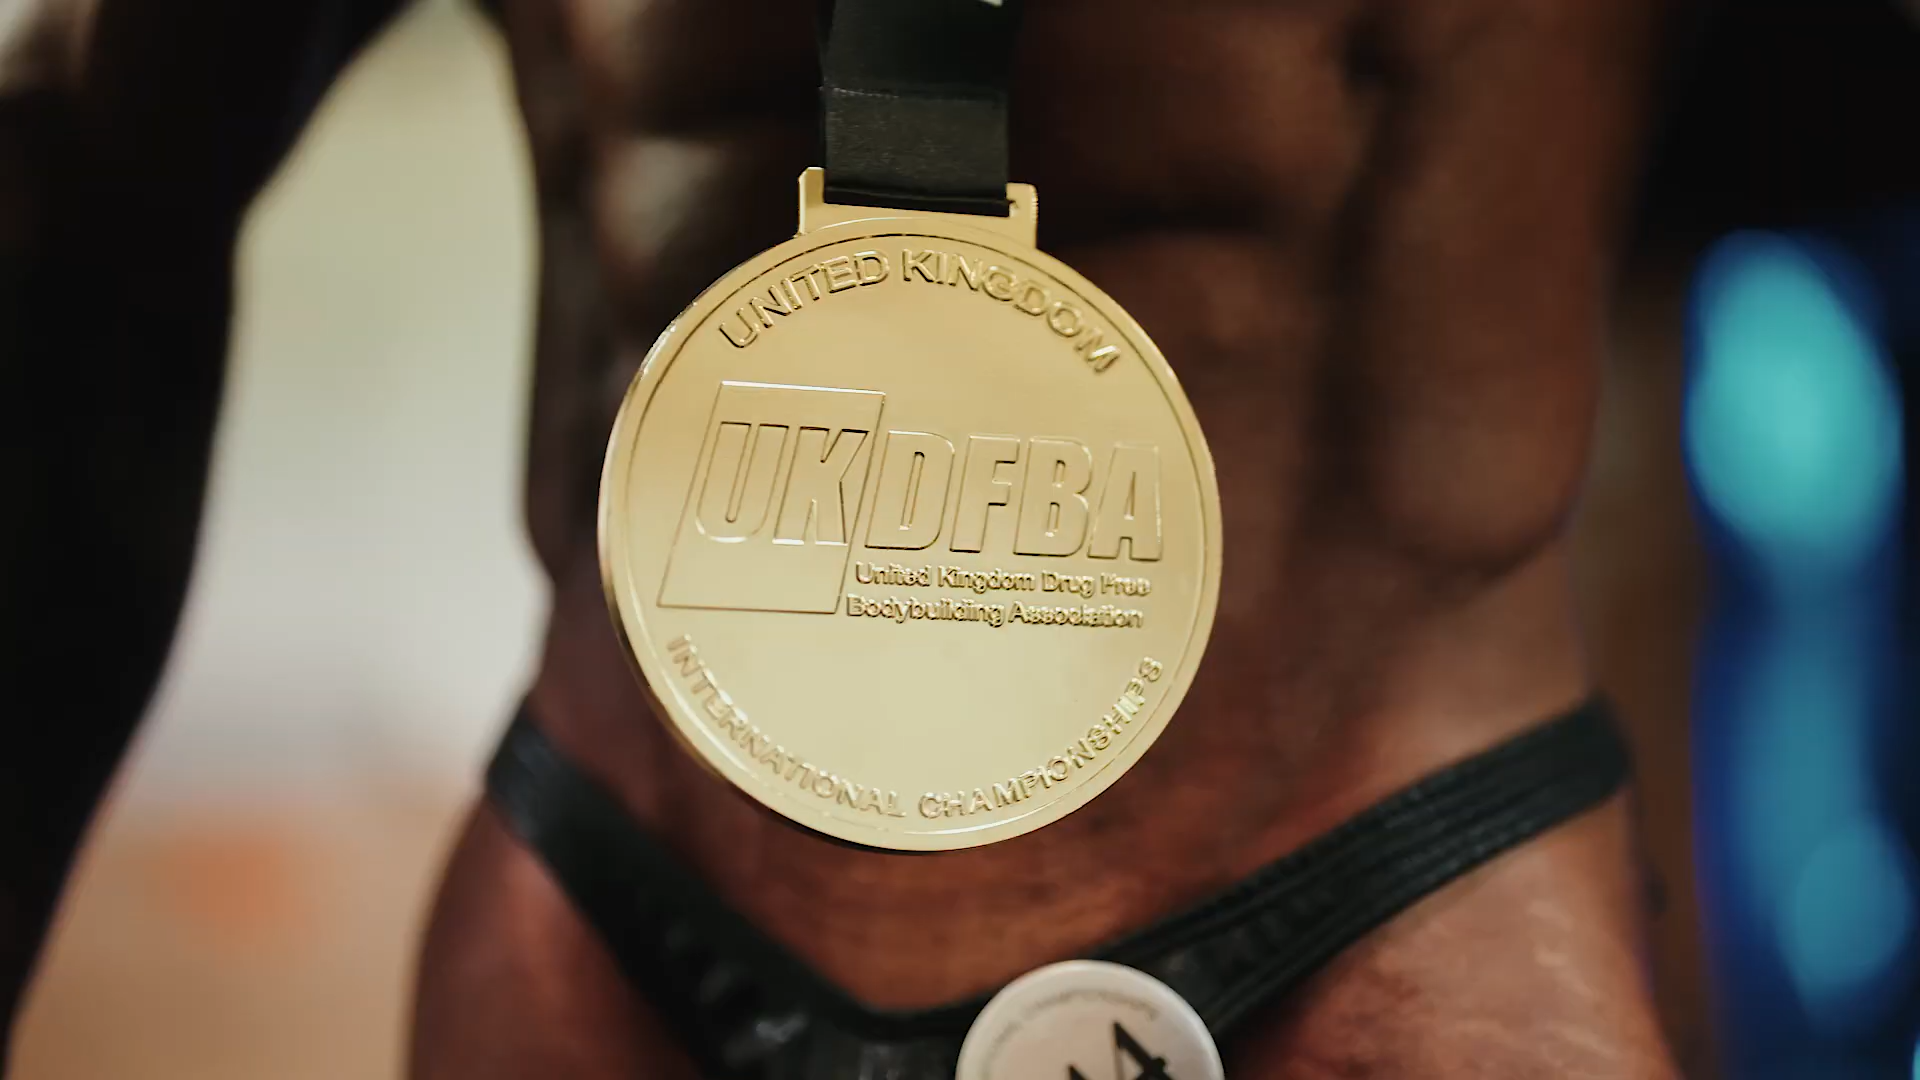 UNITED KINGDOM
UKDFBA
United Kingdom Drug Free
Bodybuilding Association
INTERNATIONAL CHAMPIONSHIPS